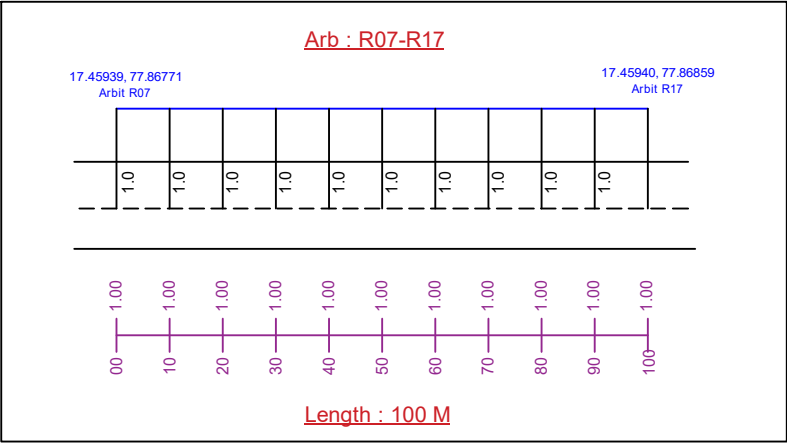 Arb : R07-R17
17.45939, 77.86771
Arbit R07
17.45940, 77.86859
Arbit R17
1.0 1.0 1.0 1.0 1.0 1.0 1.0 1.0 1.0 1.0
1.00 1.00 1.00 1.00 1.00 1.00 1.00 1.00 1.00 1.00 1.00
00 10 20 30 40 50 60 70 80 90 100
Length : 100 M